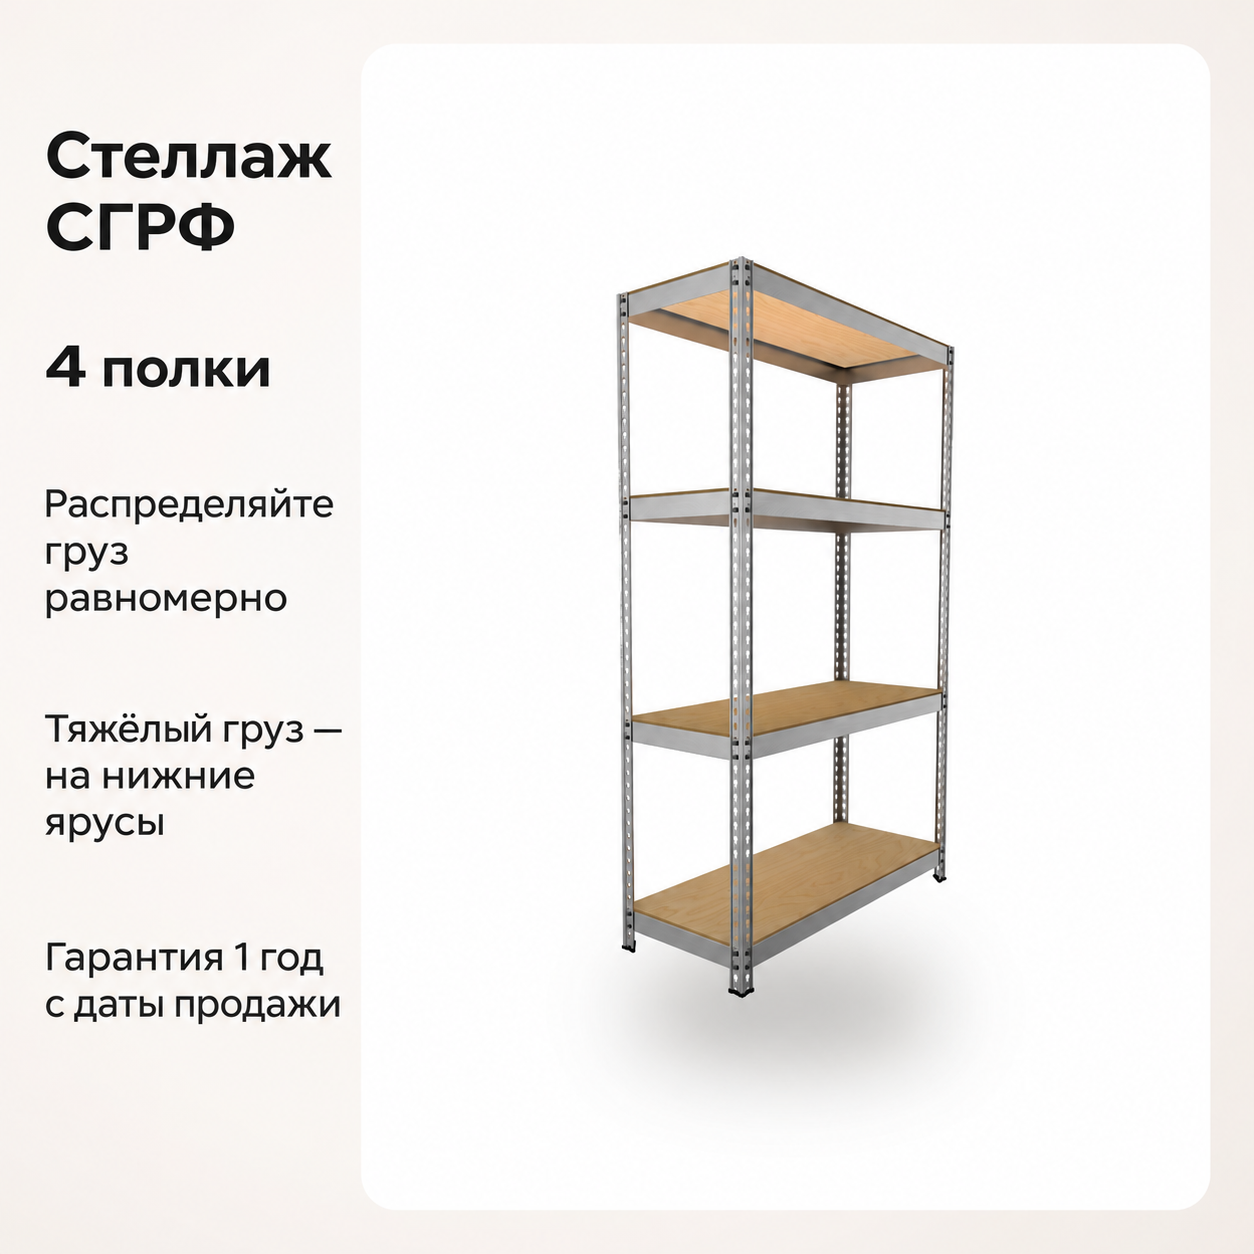 Стеллаж
СГРФ
4 полки
Распределяйте
груз
равномерно
Тяжёлый груз —
на нижние
ярусы
Гарантия 1 год
с даты продажи